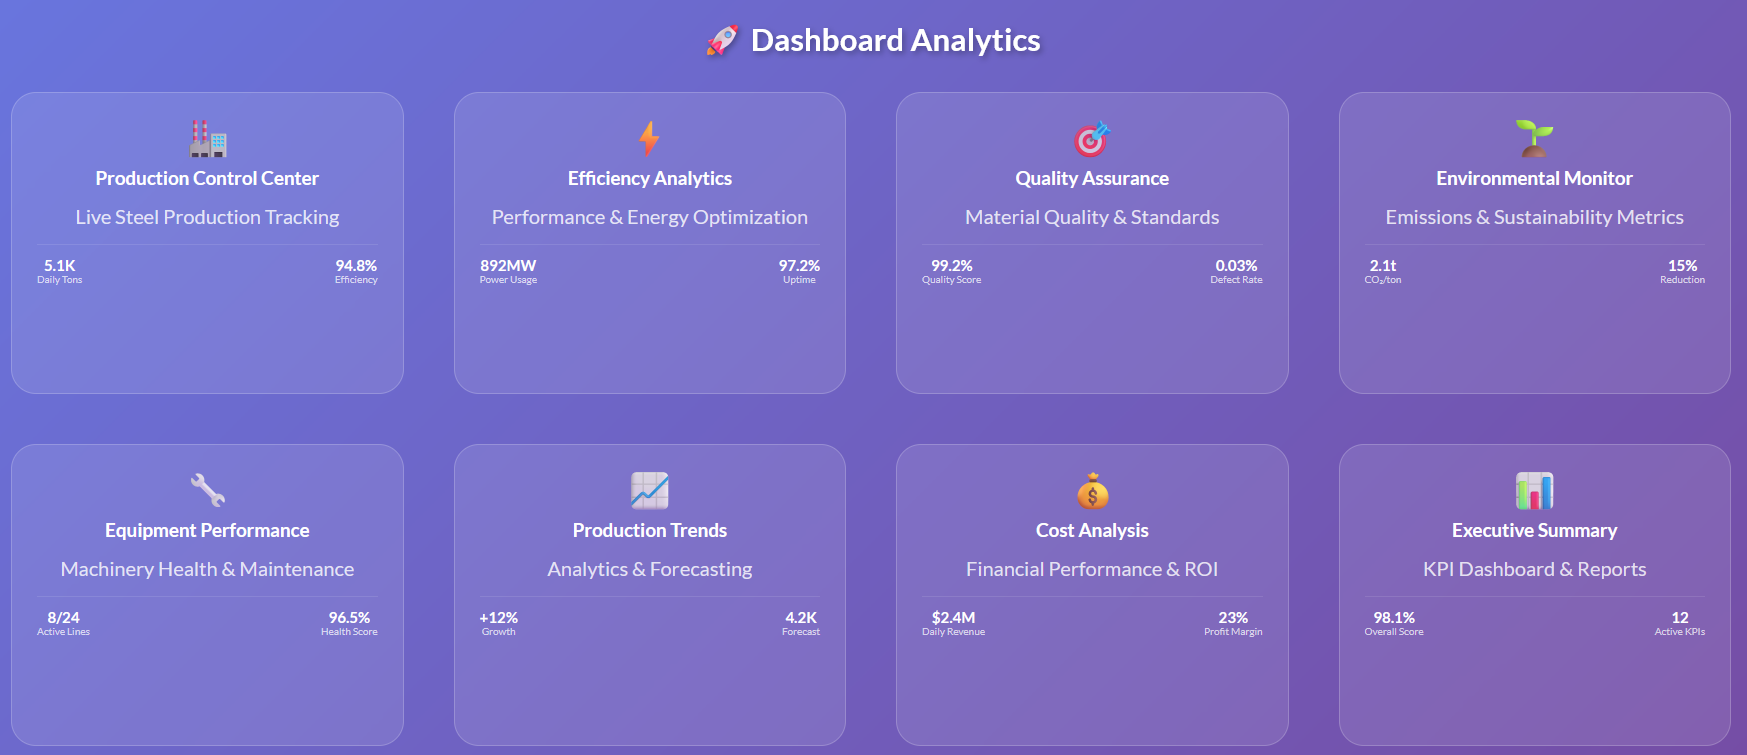 Dashboard Analytics
Production Control Center
Live Steel Production Tracking
5.1K 94.8%
Daily Tons Efficiency
Efficiency Analytics
Performance & Energy Optimization
892MW 97.2%
Power Usage Uptime
Quality Assurance
Material Quality & Standards
99.2% 0.03%
Quality Score Defect Rate
Environmental Monitor
Emissions & Sustainability Metrics
2.1t 15%
CO₂/ton Reduction
Equipment Performance
Machinery Health & Maintenance
8/24 96.5%
Active Lines Health Score
Production Trends
Analytics & Forecasting
+12% 4.2K
Growth Forecast
Cost Analysis
Financial Performance & ROI
$2.4M 23%
Daily Revenue Profit Margin
Executive Summary
KPI Dashboard & Reports
98.1% 12
Overall Score Active KPIs